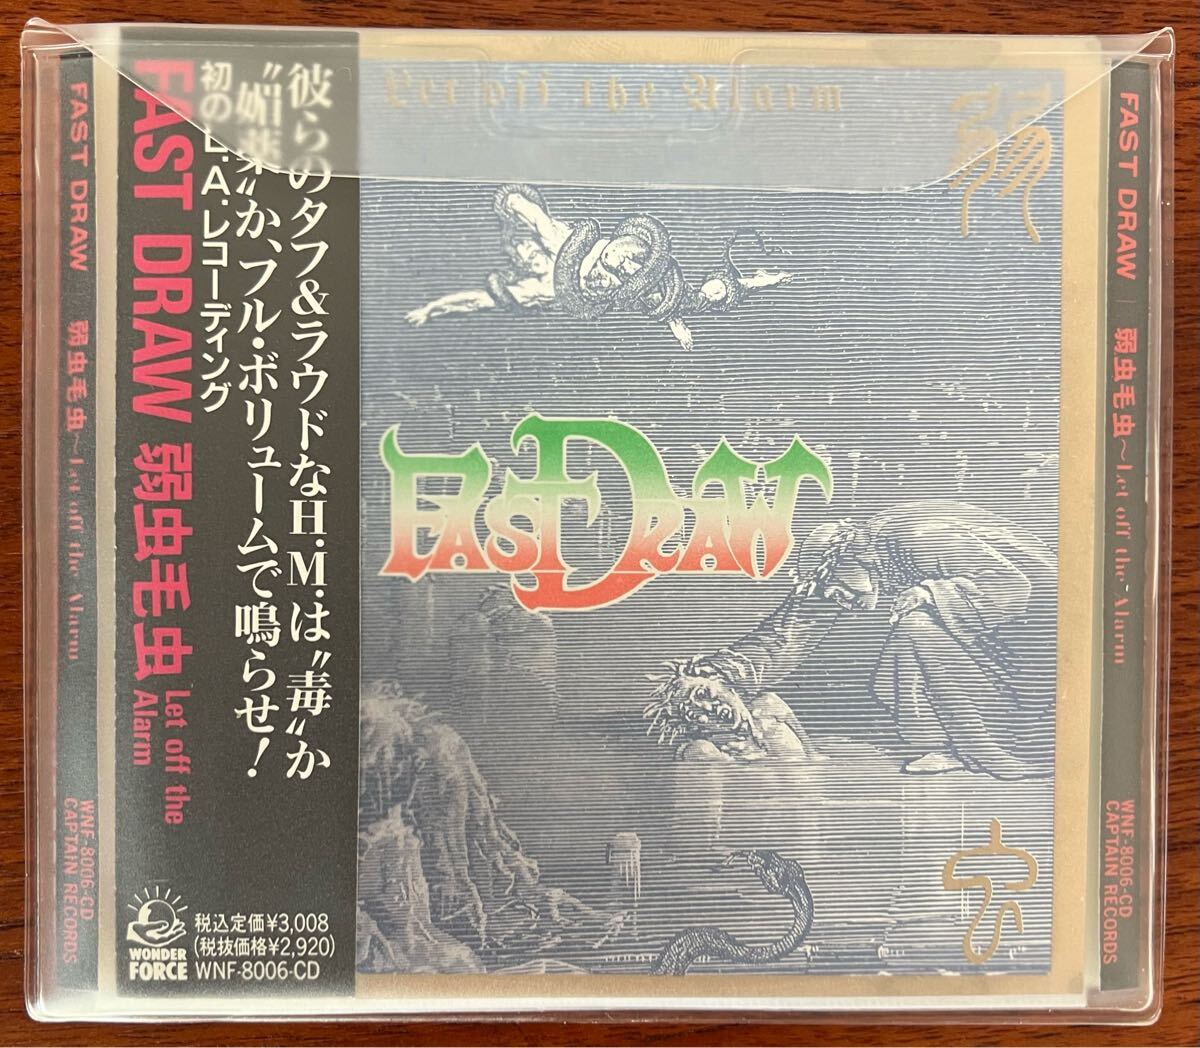 FAST DRAW 弱虫毛虫~Let off the Alarm
WNF-8006-CD
CAPTAIN RECORDS
彼らのタフ&ラウドなH.M.は“毒”か
“媚薬”か、フル・ボリュームで鳴らせ!
初のL.A.レコーディング
FAST DRAW 弱虫毛虫 Let off the
Alarm
WONDER
FORCE
税込定価¥3,008
(税抜価格¥2,920)
WNF-8006-CD
Let off the Alarm
弱
虫
FAST DRAW
FAST DRAW | 弱虫毛虫~Let off the Alarm
WNF-8006-CD
CAPTAIN RECORDS